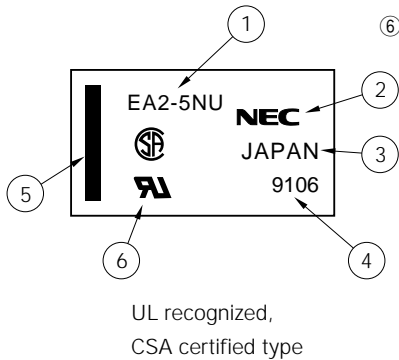 1
⑥
EA2-5NU
NEC
2
JAPAN
3
5
9106
6
4
UL recognized,
CSA certified type